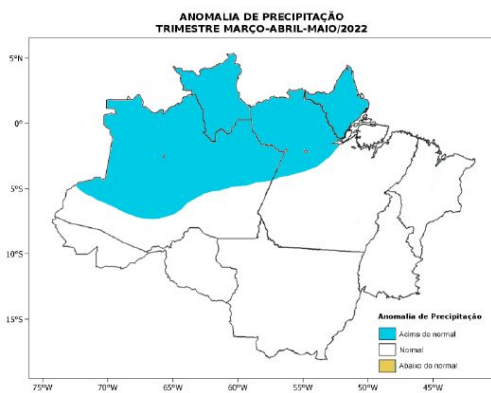 ANOMALIA DE PRECIPITAÇÃO
TRIMESTRE MARÇO-ABRIL-MAIO/2022
5°N
0°
5°S
10°S
15°S
Anomalia de Precipitação
Acima do normal
Normal
Abaixo do normal
75°W 70°W 65°W 60°W 55°W 50°W 45°W